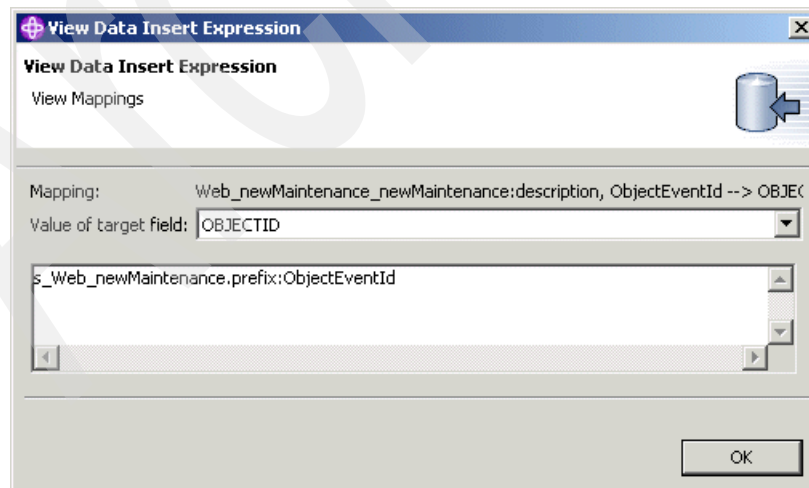 View Data Insert Expression
View Data Insert Expression
View Mappings
Mapping: Web_newMaintenance_newMaintenance:description, ObjectEventId --> OBJE
Value of target field: OBJECTID
s_Web_newMaintenance.prefix:ObjectEventId
OK